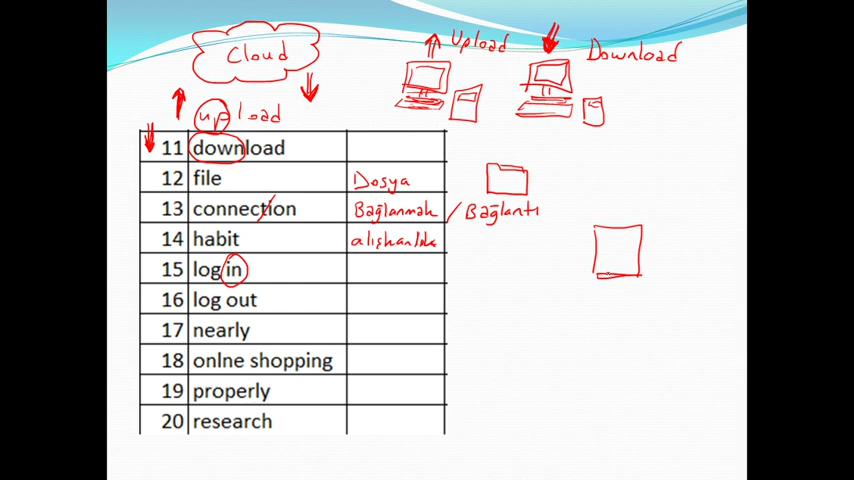 Cloud
Upload
Download
upload
11 download
12 file Dosya
13 connection Bağlanmak / Bağlantı
14 habit alışkanlık
15 log in
16 log out
17 nearly
18 onlne shopping
19 properly
20 research